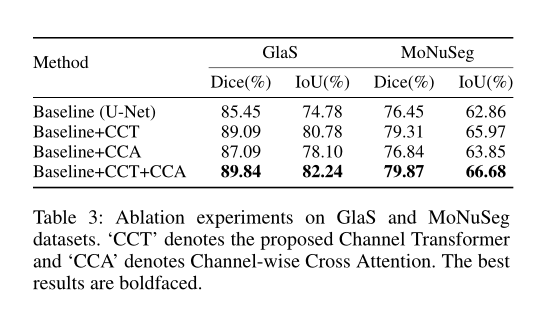 Method GlaS MoNuSeg
Dice(%) IoU(%) Dice(%) IoU(%)
Baseline (U-Net) 85.45 74.78 76.45 62.86
Baseline+CCT 89.09 80.78 79.31 65.97
Baseline+CCA 87.09 78.10 76.84 63.85
Baseline+CCT+CCA 89.84 82.24 79.87 66.68
Table 3: Ablation experiments on GlaS and MoNuSeg
datasets. ‘CCT’ denotes the proposed Channel Transformer
and ‘CCA’ denotes Channel-wise Cross Attention. The best
results are boldfaced.